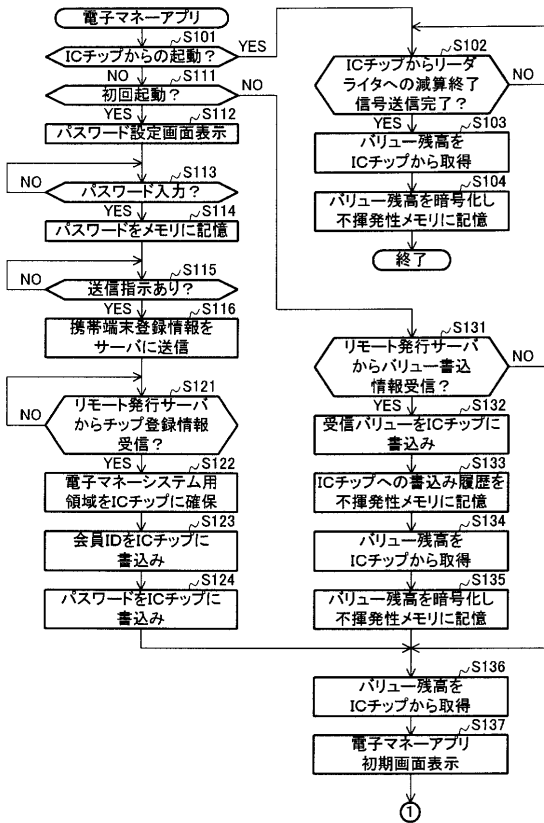 電子マネーアプリ
S101
ICチップからの起動?
YES
NO
S111
初回起動?
NO
YES
S112
パスワード設定画面表示
S113
パスワード入力?
NO
YES
S114
パスワードをメモリに記憶
S115
送信指示あり?
NO
YES
S116
携帯端末登録情報を
サーバに送信
S121
リモート発行サーバ
からチップ登録情報
受信?
NO
YES
S122
電子マネーシステム用
領域をICチップに確保
S123
会員IDをICチップに
書込み
S124
パスワードをICチップに
書込み
S102
ICチップからリーダ
ライタへの減算終了
信号送信完了?
NO
YES
S103
バリュー残高を
ICチップから取得
S104
バリュー残高を暗号化し
不揮発性メモリに記憶
終了
S131
リモート発行サーバ
からバリュー書込
情報受信?
NO
YES
S132
受信バリューをICチップに
書込み
S133
ICチップへの書込み履歴を
不揮発性メモリに記憶
S134
バリュー残高を
ICチップから取得
S135
バリュー残高を暗号化し
不揮発性メモリに記憶
S136
バリュー残高を
ICチップから取得
S137
電子マネーアプリ
初期画面表示
①